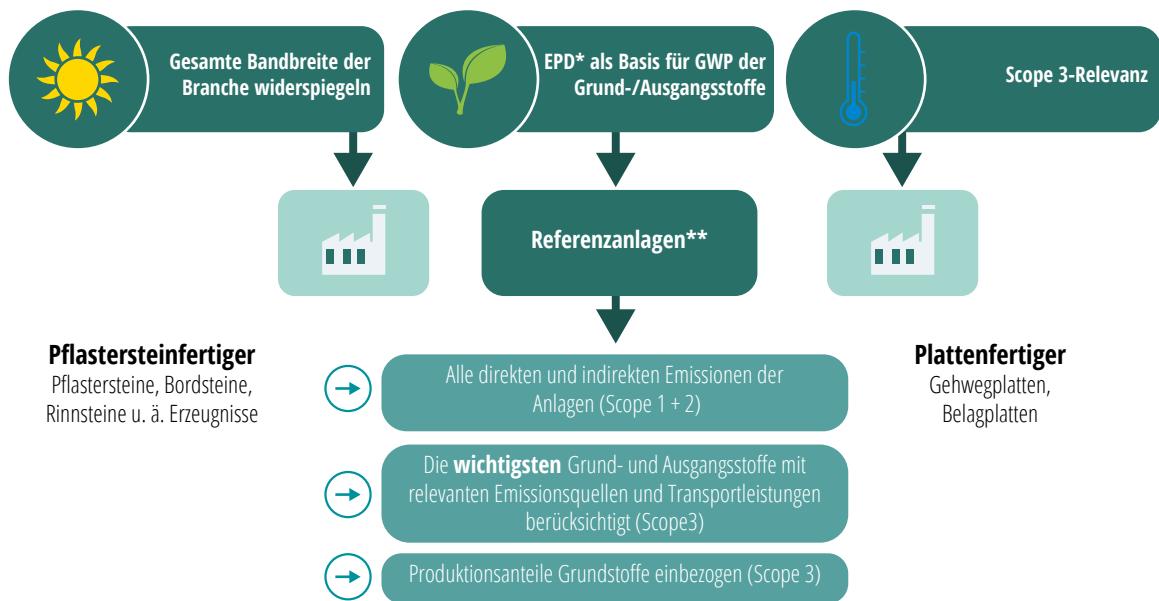 Gesamte Bandbreite der
Branche widerspiegeln
EPD* als Basis für GWP der
Grund-/Ausgangsstoffe
Scope 3-Relevanz
Referenzanlagen**
Pflastersteinfertiger
Pflastersteine, Bordsteine,
Rinnsteine u. ä. Erzeugnisse
Plattenfertiger
Gehwegplatten,
Belagplatten
Alle direkten und indirekten Emissionen der
Anlagen (Scope 1 + 2)
Die wichtigsten Grund- und Ausgangsstoffe mit
relevanten Emissionsquellen und Transportleistungen
berücksichtigt (Scope3)
Produktionsanteile Grundstoffe einbezogen (Scope 3)